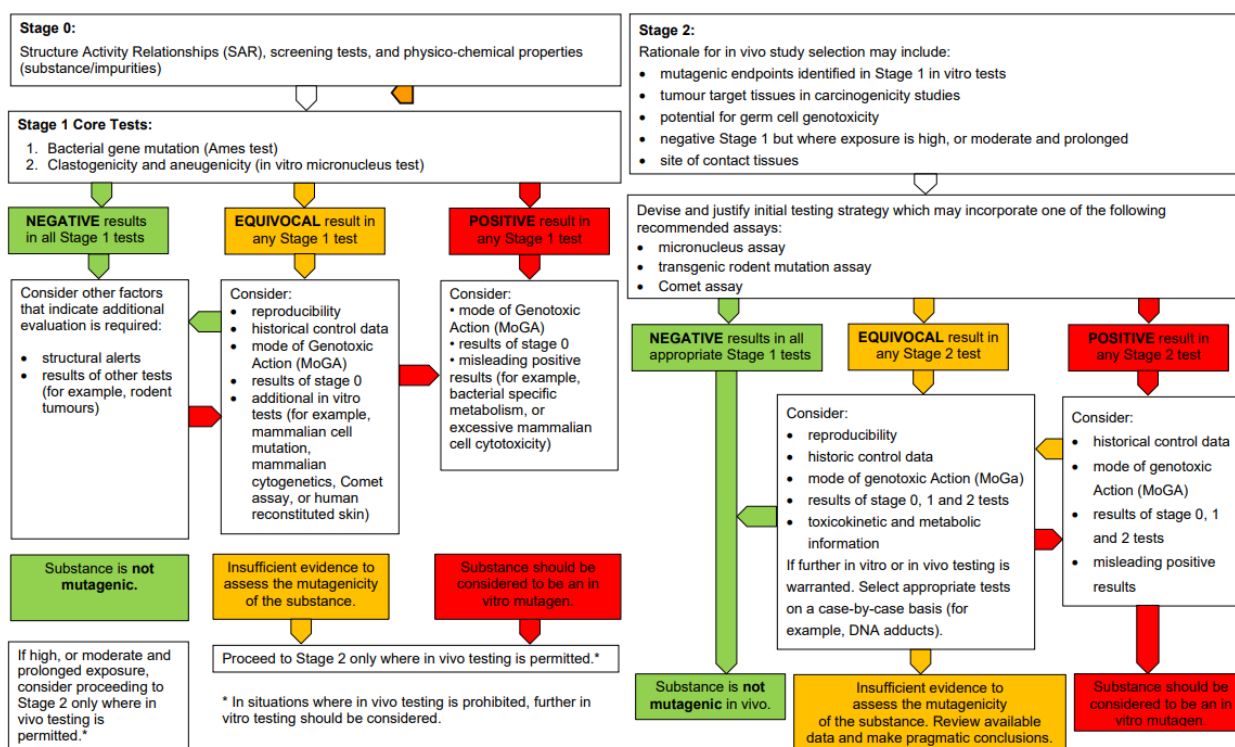 Stage 0:
Structure Activity Relationships (SAR), screening tests, and physico-chemical properties
(substance/impurities)
Stage 1 Core Tests:
1. Bacterial gene mutation (Ames test)
2. Clastogenicity and aneugenicity (in vitro micronucleus test)
NEGATIVE results
in all Stage 1 tests
EQUIVOCAL result in
any Stage 1 test
POSITIVE result in
any Stage 1 test
Consider other factors
that indicate additional
evaluation is required:
• structural alerts
• results of other tests
(for example, rodent
tumours)
Consider:
• reproducibility
• historical control data
• mode of Genotoxic
Action (MoGA)
• results of stage 0
• additional in vitro
tests (for example,
mammalian cell
mutation,
mammalian
cytogenetics, Comet
assay, or human
reconstituted skin)
Consider:
• mode of Genotoxic
Action (MoGA)
• results of stage 0
• misleading positive
results (for example,
bacterial specific
metabolism, or
excessive mammalian
cell cytotoxicity)
Substance is not
mutagenic.
Insufficient evidence to
assess the mutagenicity
of the substance.
Substance should be
considered to be an in
vitro mutagen.
If high, or moderate and
prolonged exposure,
consider proceeding to
Stage 2 only where in
vivo testing is
permitted.*
Proceed to Stage 2 only where in vivo testing is permitted.*
* In situations where in vivo testing is prohibited, further in
vitro testing should be considered.
Stage 2:
Rationale for in vivo study selection may include:
• mutagenic endpoints identified in Stage 1 in vitro tests
• tumour target tissues in carcinogenicity studies
• potential for germ cell genotoxicity
• negative Stage 1 but where exposure is high, or moderate and prolonged
• site of contact tissues
Devise and justify initial testing strategy which may incorporate one of the following
recommended assays:
• micronucleus assay
• transgenic rodent mutation assay
• Comet assay
NEGATIVE results in all
appropriate Stage 1 tests
EQUIVOCAL result in
any Stage 2 test
POSITIVE result in
any Stage 2 test
Consider:
• reproducibility
• historic control data
• mode of genotoxic Action (MoGa)
• results of stage 0, 1 and 2 tests
• toxicokinetic and metabolic
information
If further in vitro or in vivo testing is
warranted. Select appropriate tests
on a case-by-case basis (for
example, DNA adducts).
Consider:
• historical control data
• mode of genotoxic
Action (MoGA)
• results of stage 0, 1
and 2 tests
• misleading positive
results
Substance is not
mutagenic in vivo.
Insufficient evidence to
assess the mutagenicity
of the substance. Review available
data and make pragmatic conclusions.
Substance should be
considered to be an in
vitro mutagen.